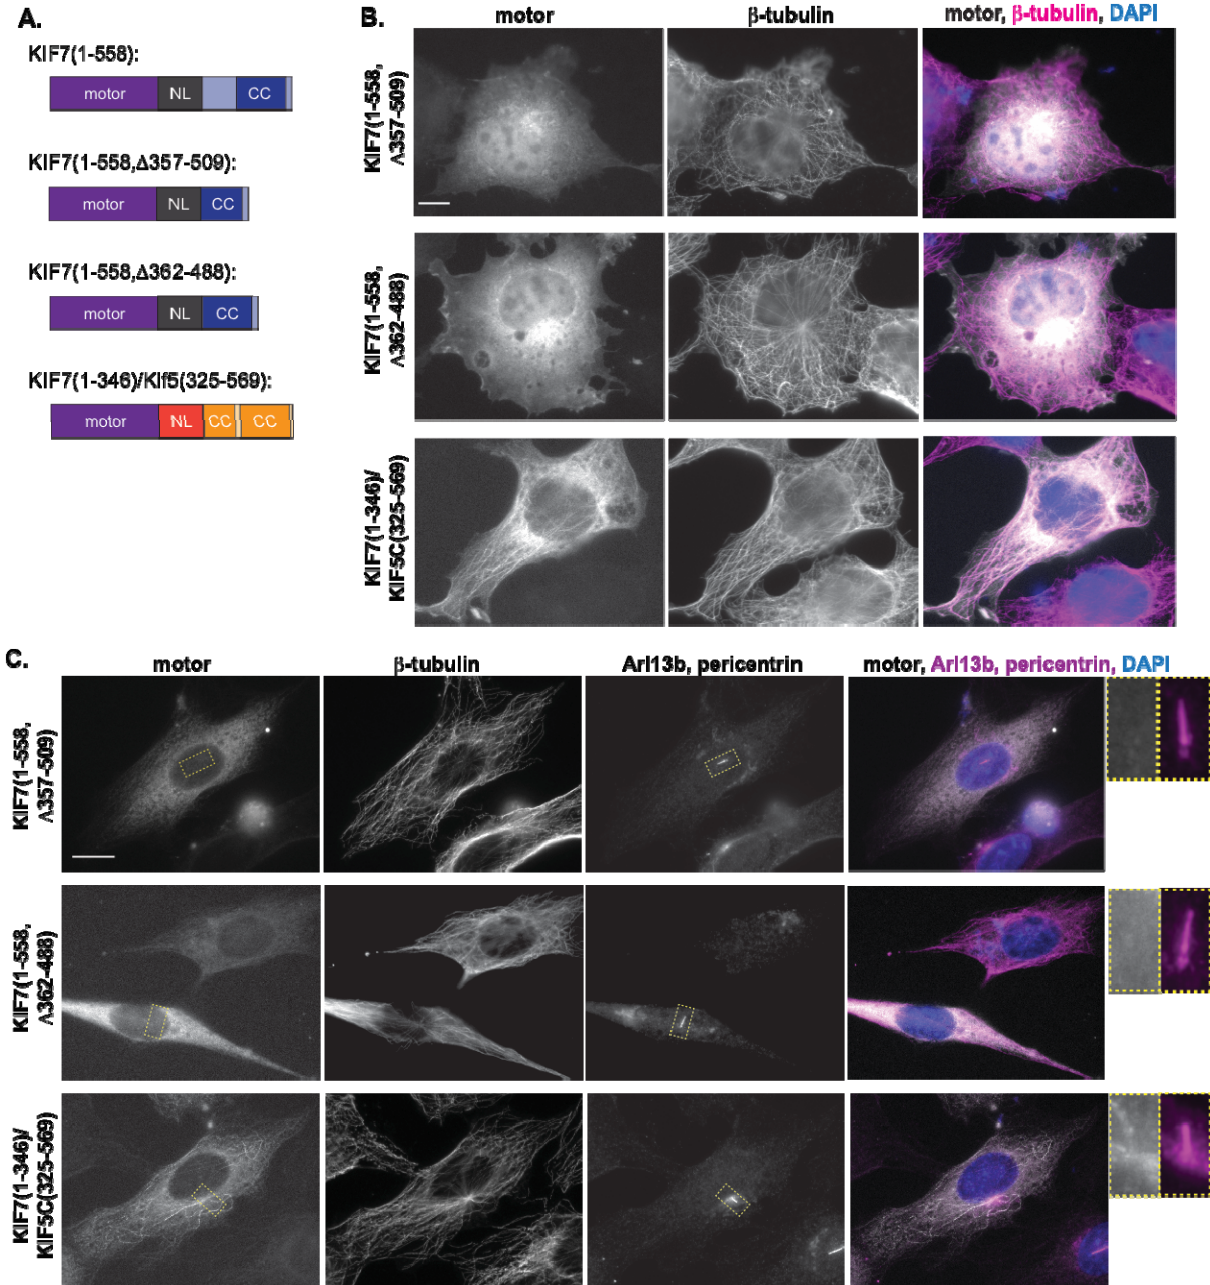 A.
KIF7(1-558):
motor NL CC
KIF7(1-558,Δ357-509):
motor NL CC
KIF7(1-558,Δ362-488):
motor NL CC
KIF7(1-346)/Kif5(325-569):
motor NL CC CC
B.
motor β-tubulin motor, β-tubulin, DAPI
KIF7(1-558,
Δ357-509)
KIF7(1-558,
Δ362-488)
KIF7(1-346)/
KIF5C(325-569)
C.
motor β-tubulin Arl13b, pericentrin motor, Arl13b, pericentrin, DAPI
KIF7(1-558,
Δ357-509)
KIF7(1-558,
Δ362-488)
KIF7(1-346)/
KIF5C(325-569)